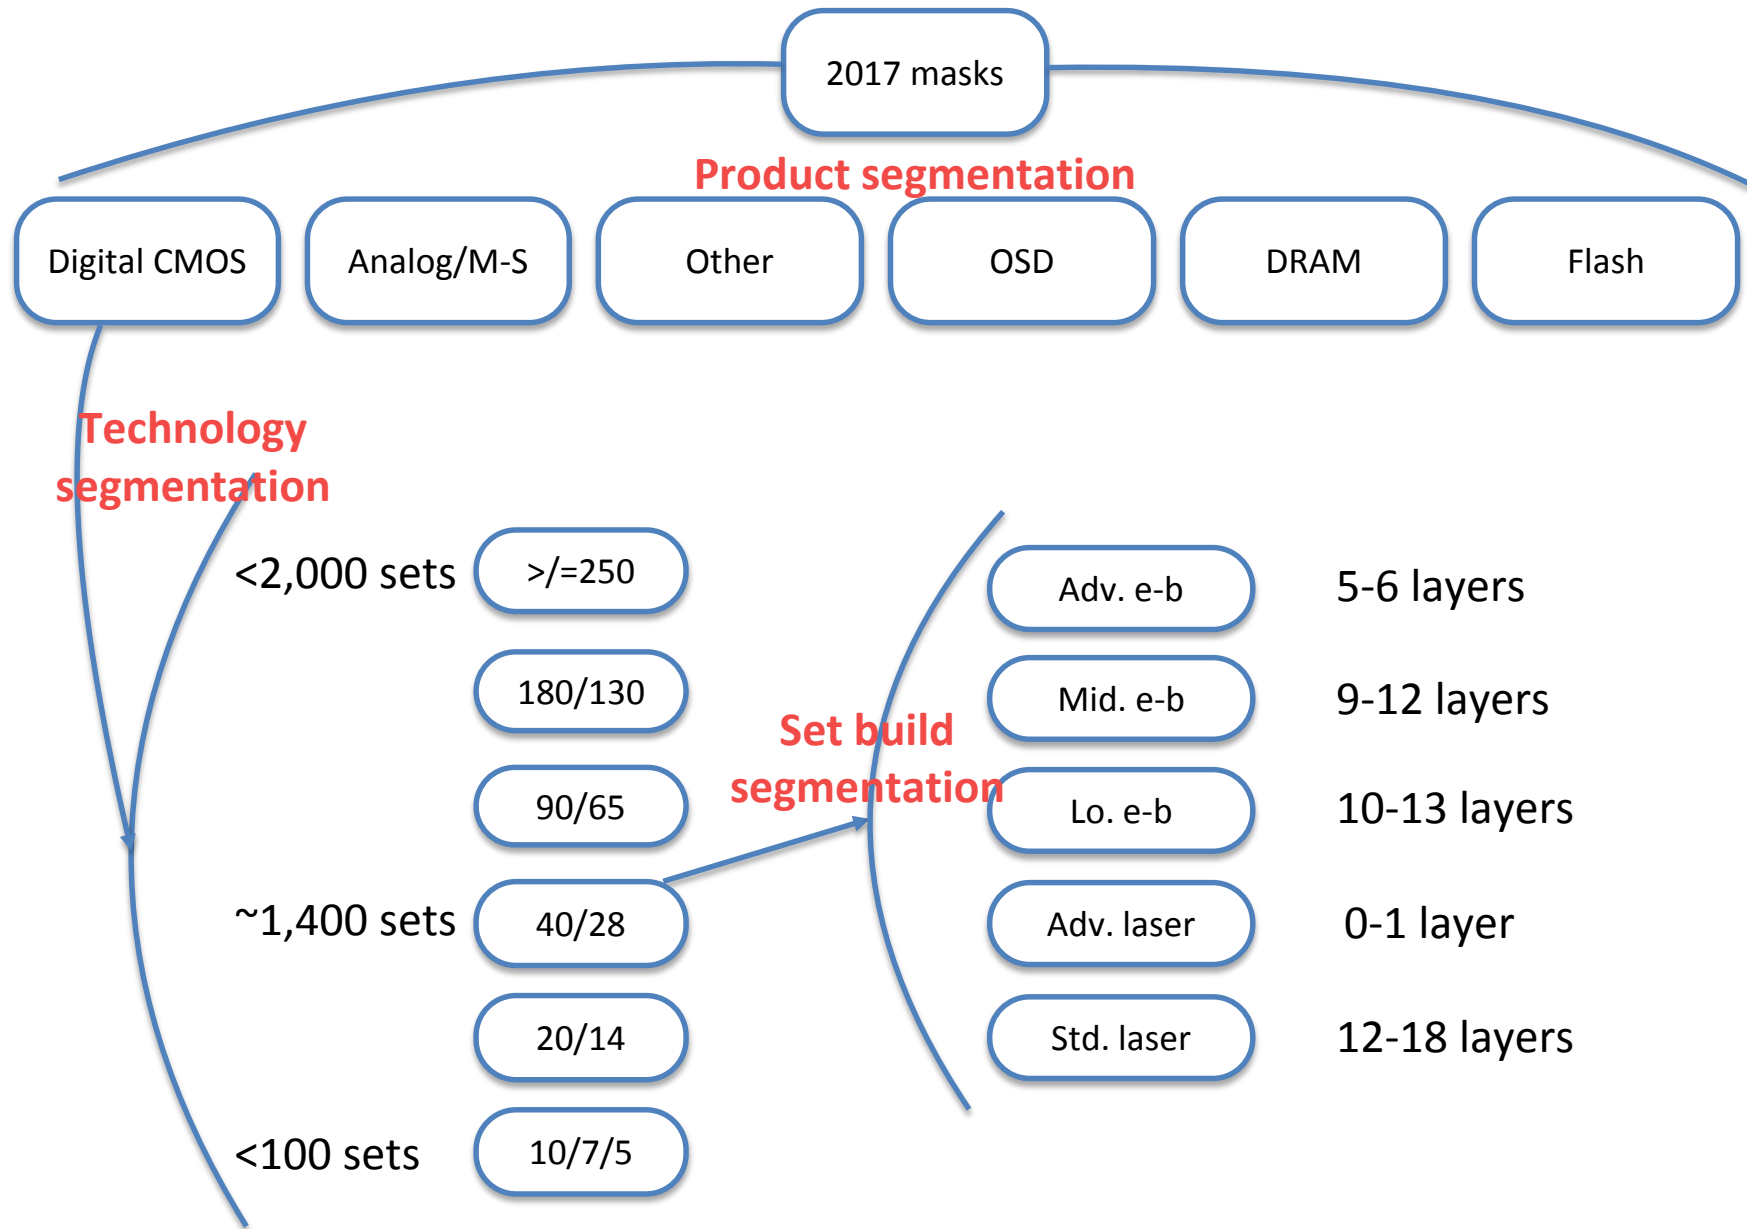 2017 masks
Product segmentation
Digital CMOS
Analog/M-S
Other
OSD
DRAM
Flash
Technology
segmentation
<2,000 sets
>/=250
180/130
90/65
~1,400 sets
40/28
20/14
<100 sets
10/7/5
Set build
segmentation
Adv. e-b
5-6 layers
Mid. e-b
9-12 layers
Lo. e-b
10-13 layers
Adv. laser
0-1 layer
Std. laser
12-18 layers